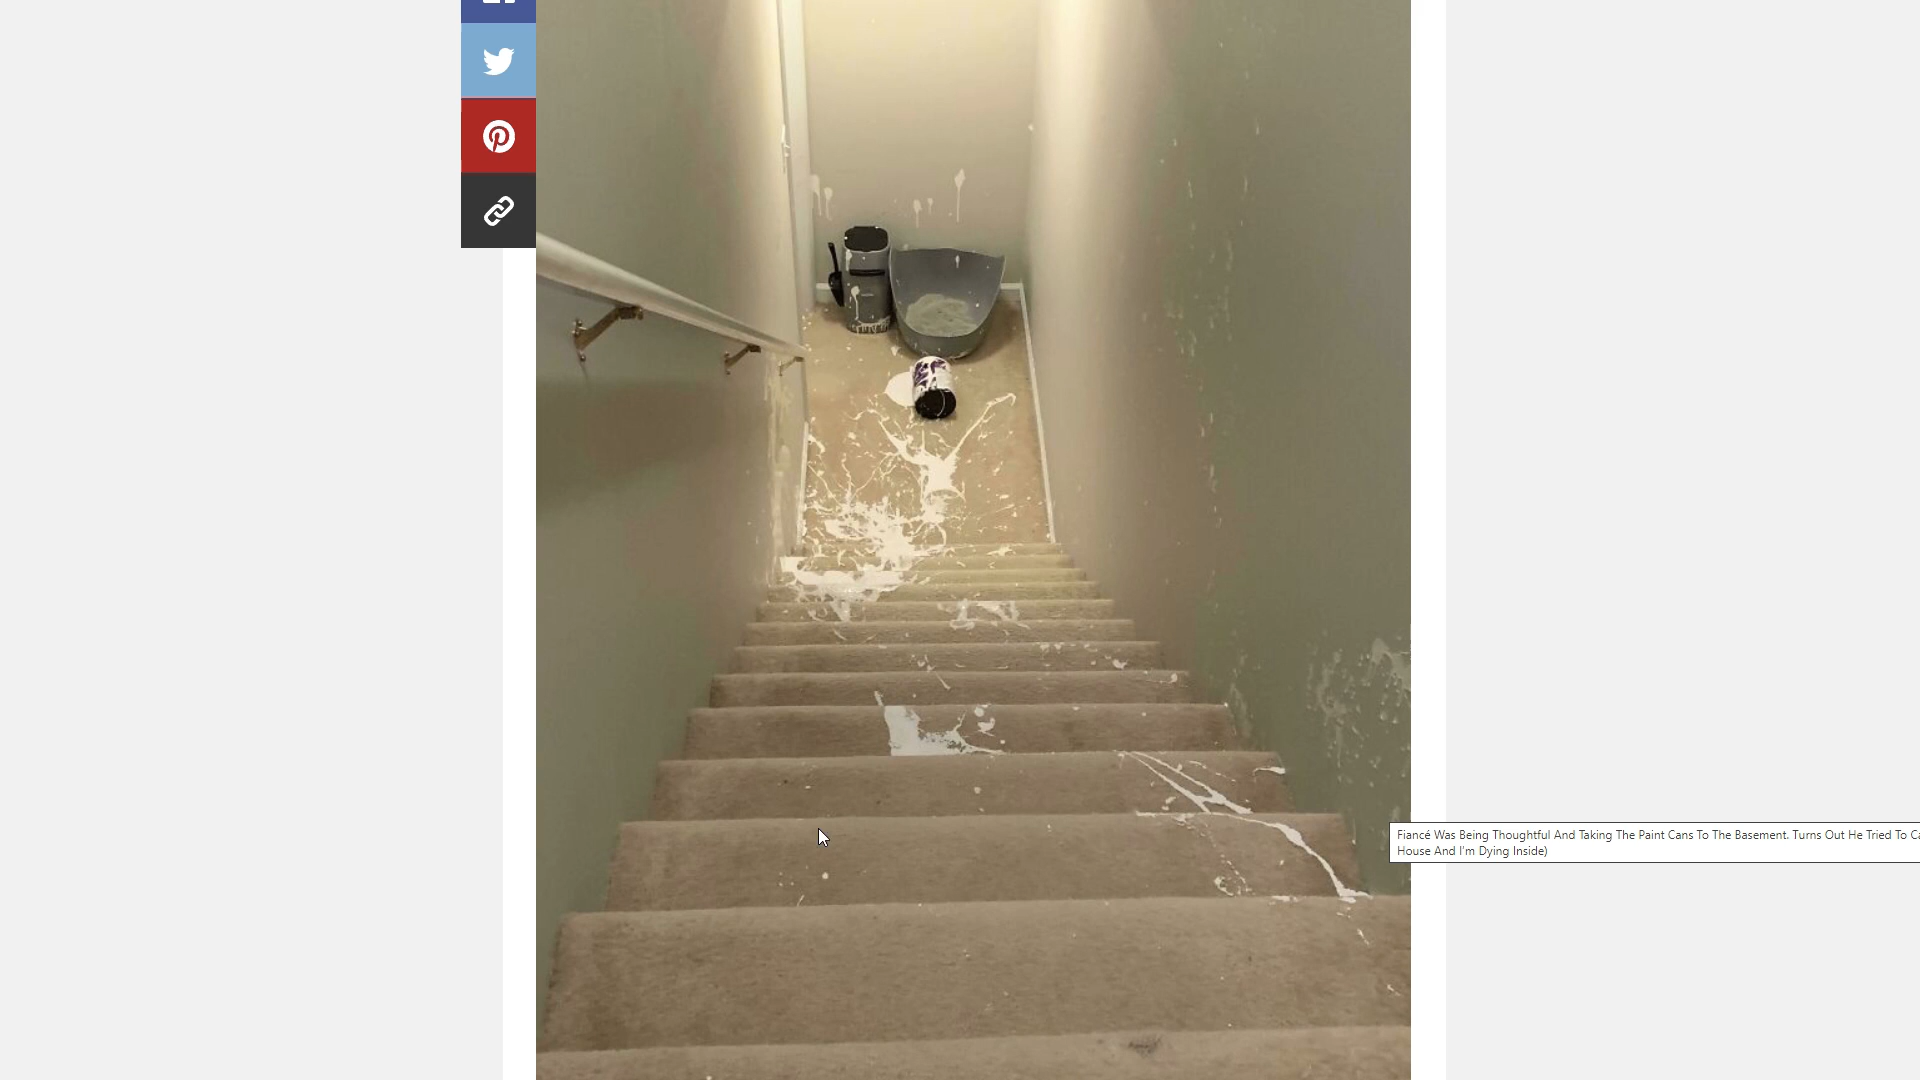 Fiancé Was Being Thoughtful And Taking The Paint Cans To The Basement. Turns Out He Tried To
House And I'm Dying Inside)